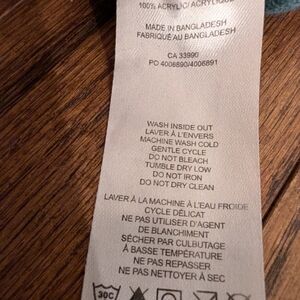 100% ACRYLIC/ ACRYLIQUE
MADE IN BANGLADESH
FABRIQUÉ AU BANGLADESH
CA 33990
PO 4006890/4006891
WASH INSIDE OUT
LAVER À L'ENVERS
MACHINE WASH COLD
GENTLE CYCLE
DO NOT BLEACH
TUMBLE DRY LOW
DO NOT IRON
DO NOT DRY CLEAN
LAVER À LA MACHINE À L'EAU FROIDE
CYCLE DÉLICAT
NE PAS UTILISER D'AGENT
DE BLANCHIMENT
SÉCHER PAR CULBUTAGE
À BASSE TEMPÉRATURE
NE PAS REPASSER
NE PAS NETTOYER À SEC
30C